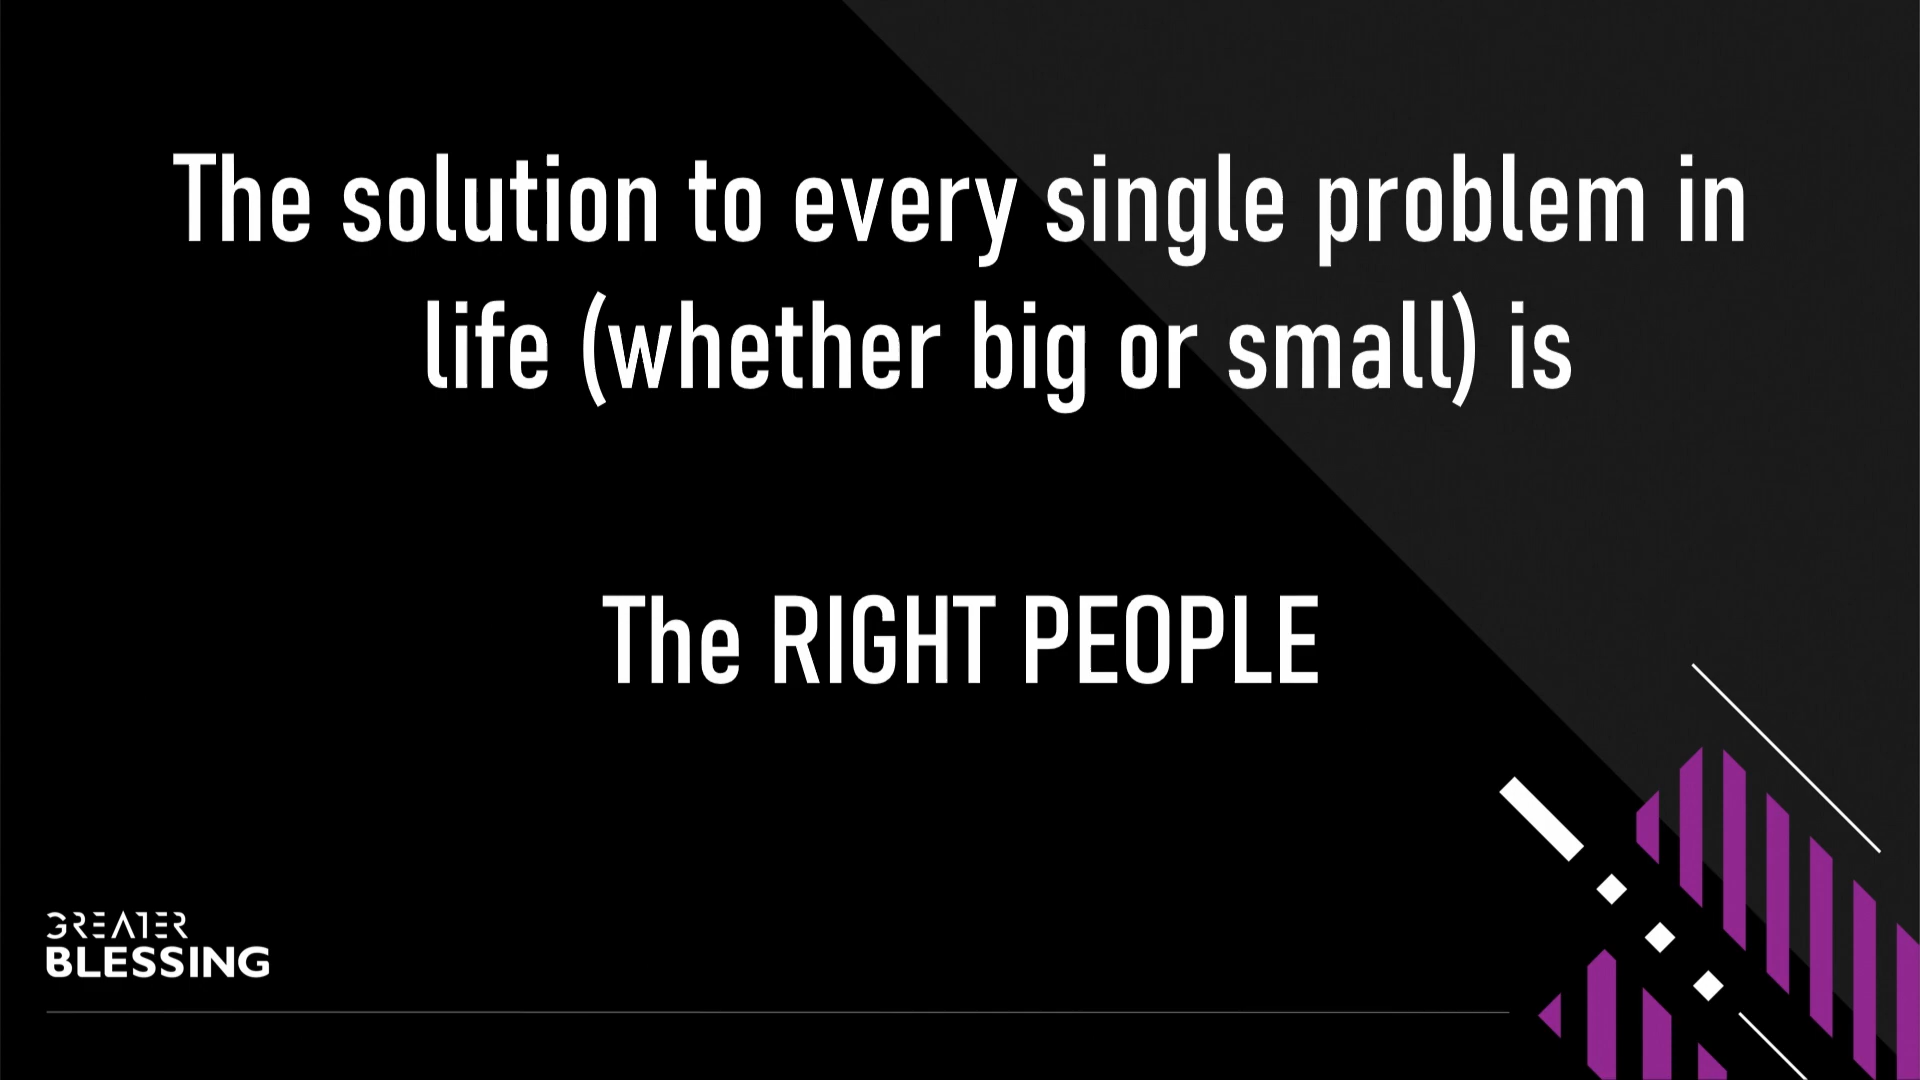 The solution to every single problem in
life (whether big or small) is
The RIGHT PEOPLE
GREATER
BLESSING